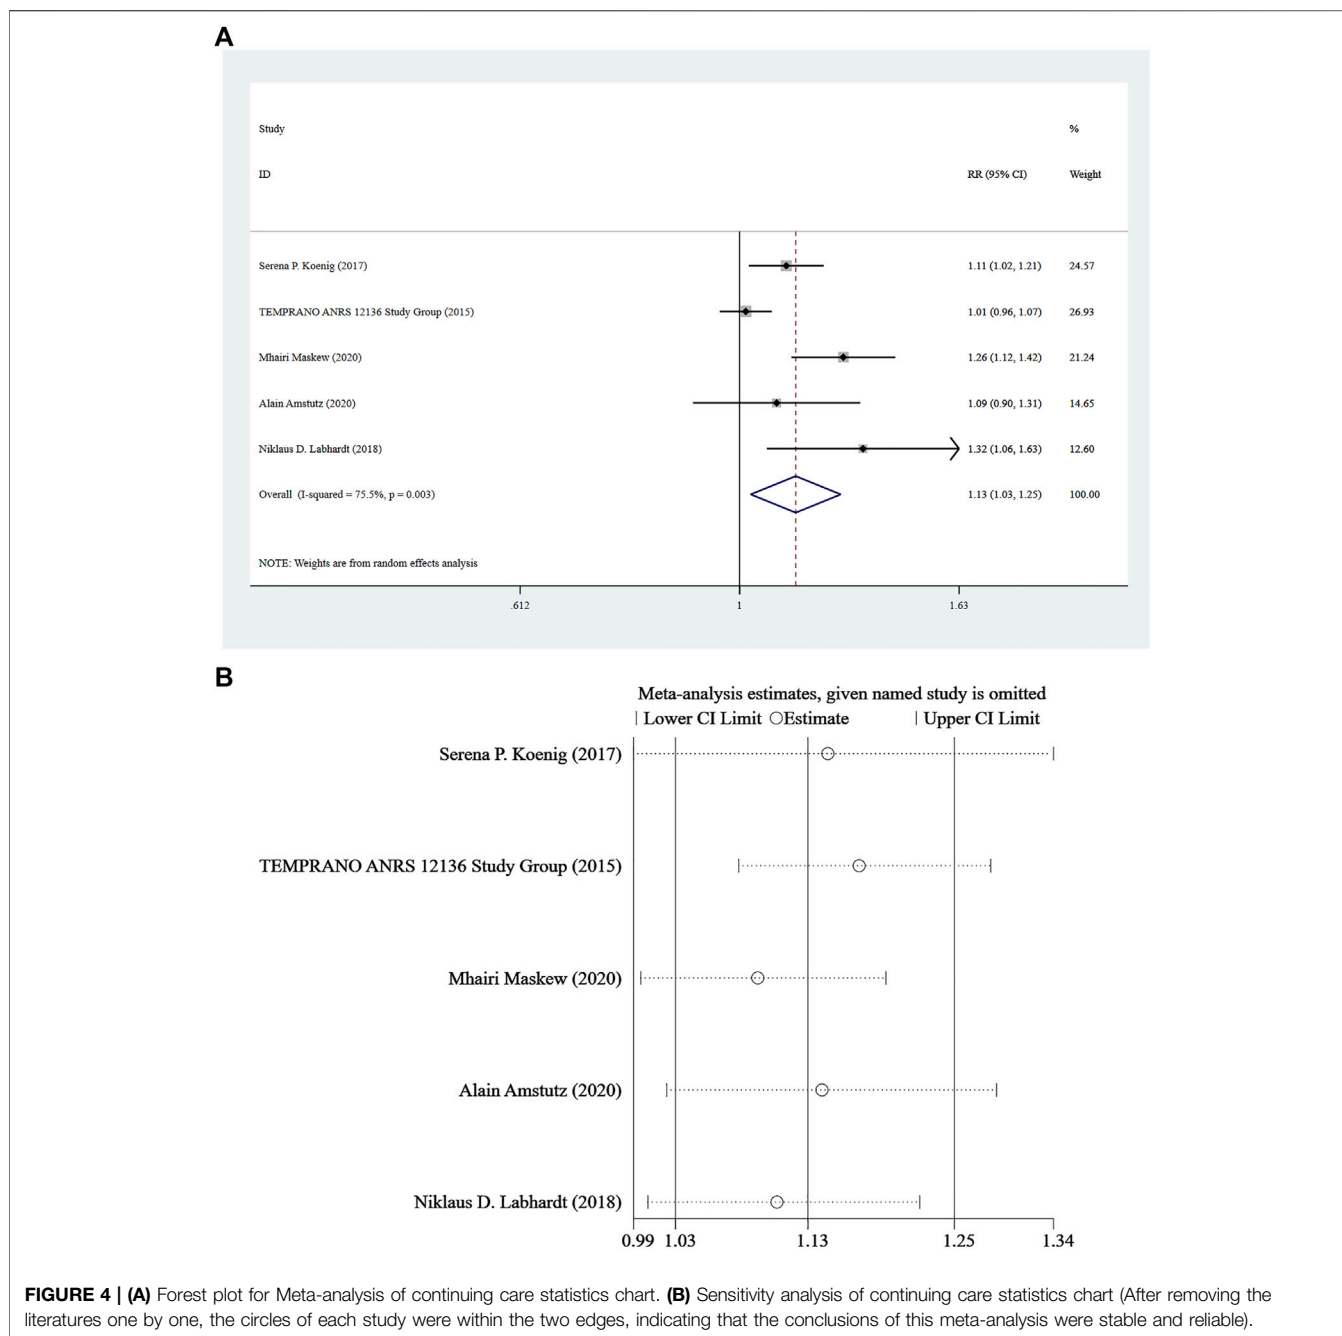 A
Study %
ID RR (95% CI) Weight
Serena P. Koenig (2017) 1.11 (1.02, 1.21) 24.57
TEMPRANO ANRS 12136 Study Group (2015) 1.01 (0.96, 1.07) 26.93
Mhairi Maskew (2020) 1.26 (1.12, 1.42) 21.24
Alain Amstutz (2020) 1.09 (0.90, 1.31) 14.65
Niklaus D. Labhardt (2018) 1.32 (1.06, 1.63) 12.60
Overall (I-squared = 75.5%, p = 0.003) 1.13 (1.03, 1.25) 100.00
NOTE: Weights are from random effects analysis
.612 1 1.63
B
Meta-analysis estimates, given named study is omitted
| Lower CI Limit ○Estimate | Upper CI Limit
Serena P. Koenig (2017)
TEMPRANO ANRS 12136 Study Group (2015)
Mhairi Maskew (2020)
Alain Amstutz (2020)
Niklaus D. Labhardt (2018)
0.99 1.03 1.13 1.25 1.34
FIGURE 4 | (A) Forest plot for Meta-analysis of continuing care statistics chart. (B) Sensitivity analysis of continuing care statistics chart (After removing the
literatures one by one, the circles of each study were within the two edges, indicating that the conclusions of this meta-analysis were stable and reliable).